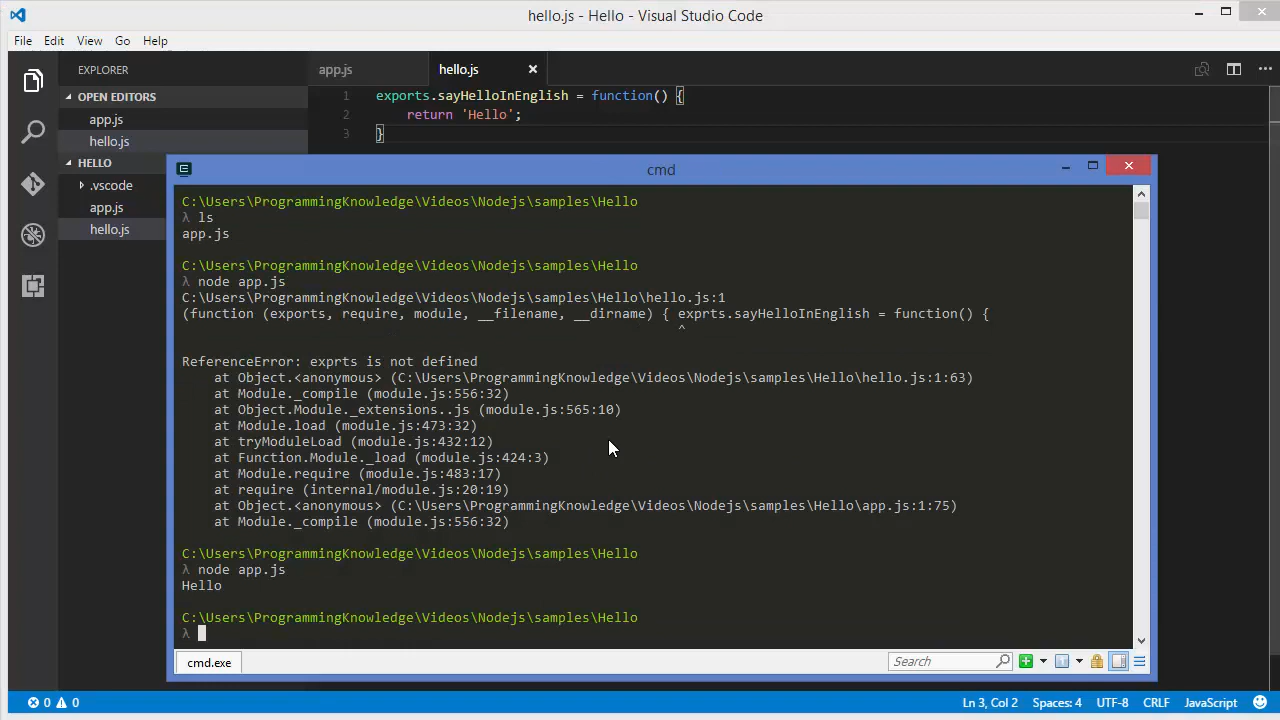 hello.js - Hello - Visual Studio Code
File Edit View Go Help
EXPLORER
OPEN EDITORS
app.js
hello.js
HELLO
.vscode
app.js
hello.js
app.js hello.js
1 exports.sayHelloInEnglish = function() {
2 return 'Hello';
3 }
cmd
C:\Users\ProgrammingKnowledge\Videos\Nodejs\samples\Hello
λ ls
app.js
C:\Users\ProgrammingKnowledge\Videos\Nodejs\samples\Hello
λ node app.js
C:\Users\ProgrammingKnowledge\Videos\Nodejs\samples\Hello\hello.js:1
(function (exports, require, module, __filename, __dirname) { exprts.sayHelloInEnglish = function() {
^
ReferenceError: exprts is not defined
at Object.<anonymous> (C:\Users\ProgrammingKnowledge\Videos\Nodejs\samples\Hello\hello.js:1:63)
at Module._compile (module.js:556:32)
at Object.Module._extensions..js (module.js:565:10)
at Module.load (module.js:473:32)
at tryModuleLoad (module.js:432:12)
at Function.Module._load (module.js:424:3)
at Module.require (module.js:483:17)
at require (internal/module.js:20:19)
at Object.<anonymous> (C:\Users\ProgrammingKnowledge\Videos\Nodejs\samples\Hello\app.js:1:75)
at Module._compile (module.js:556:32)
C:\Users\ProgrammingKnowledge\Videos\Nodejs\samples\Hello
λ node app.js
Hello
C:\Users\ProgrammingKnowledge\Videos\Nodejs\samples\Hello
λ
cmd.exe Search
0 0 Ln 3, Col 2 Spaces: 4 UTF-8 CRLF JavaScript